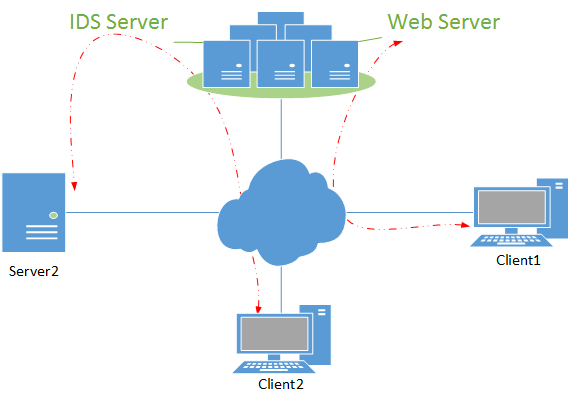 IDS Server
Web Server
Server2
Client1
Client2